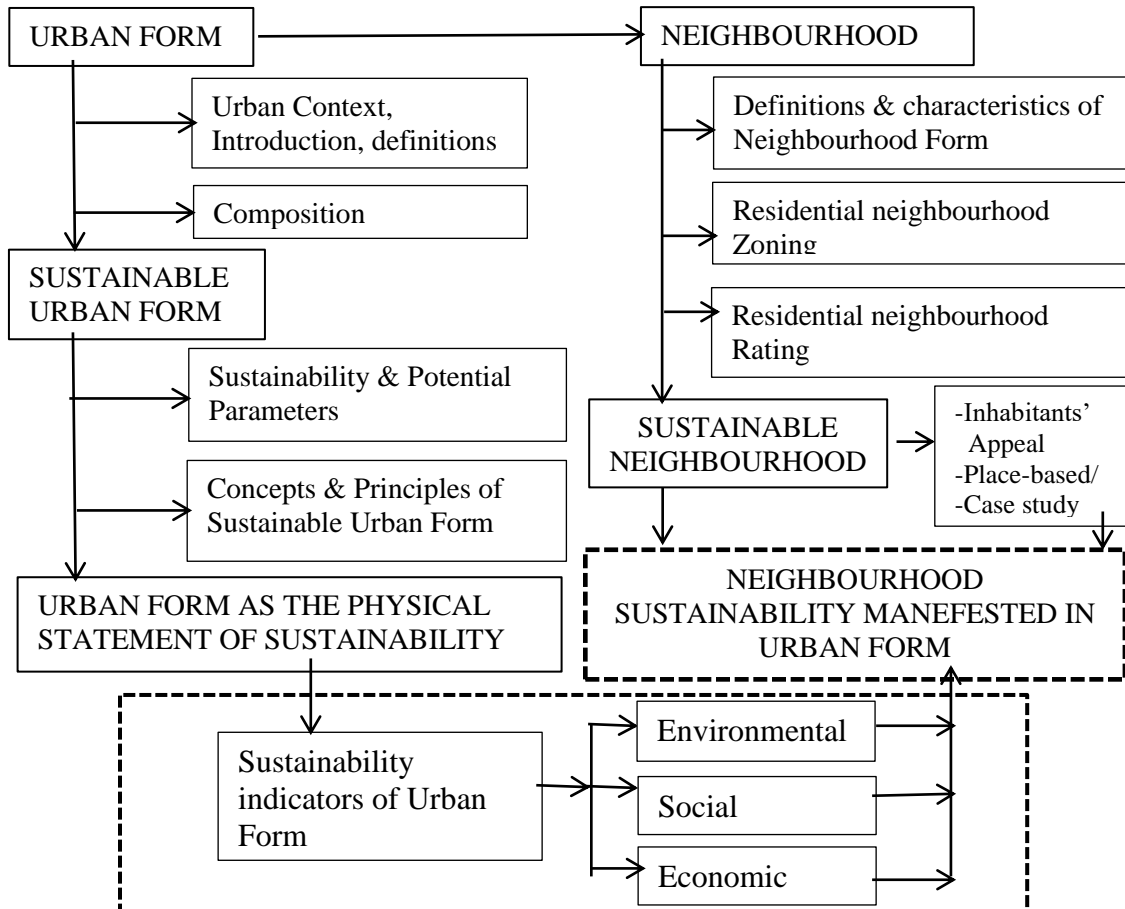 URBAN FORM
NEIGHBOURHOOD
Urban Context,
Introduction, definitions
Composition
Definitions & characteristics of
Neighbourhood Form
Residential neighbourhood
Zoning
Residential neighbourhood
Rating
SUSTAINABLE
URBAN FORM
Sustainability & Potential
Parameters
Concepts & Principles of
Sustainable Urban Form
SUSTAINABLE
NEIGHBOURHOOD
-Inhabitants’
Appeal
-Place-based/
-Case study
URBAN FORM AS THE PHYSICAL
STATEMENT OF SUSTAINABILITY
NEIGHBOURHOOD
SUSTAINABILITY MANEFESTED IN
URBAN FORM
Sustainability
indicators of Urban
Form
Environmental
Social
Economic